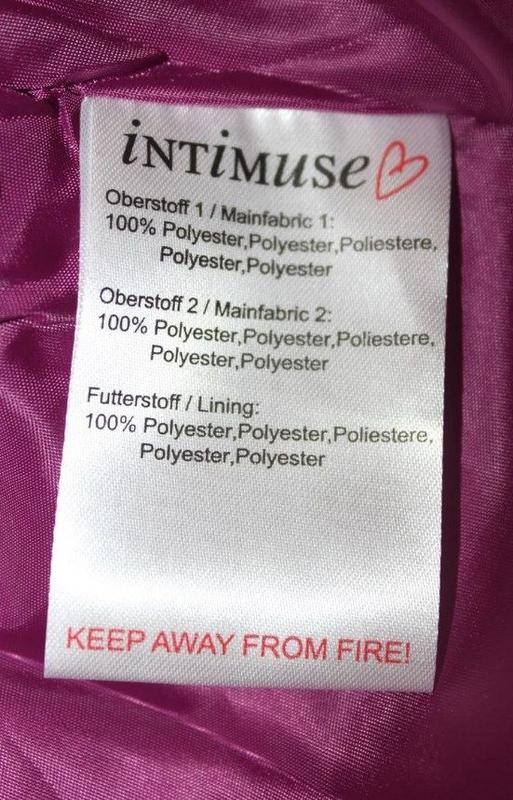 iNTiMuSe
Oberstoff 1 / Mainfabric 1:
100% Polyester,Polyester,Poliestere,
Polyester,Polyester
Oberstoff 2 / Mainfabric 2:
100% Polyester,Polyester,Poliestere,
Polyester,Polyester
Futterstoff / Lining:
100% Polyester,Polyester,Poliestere,
Polyester,Polyester
KEEP AWAY FROM FIRE!